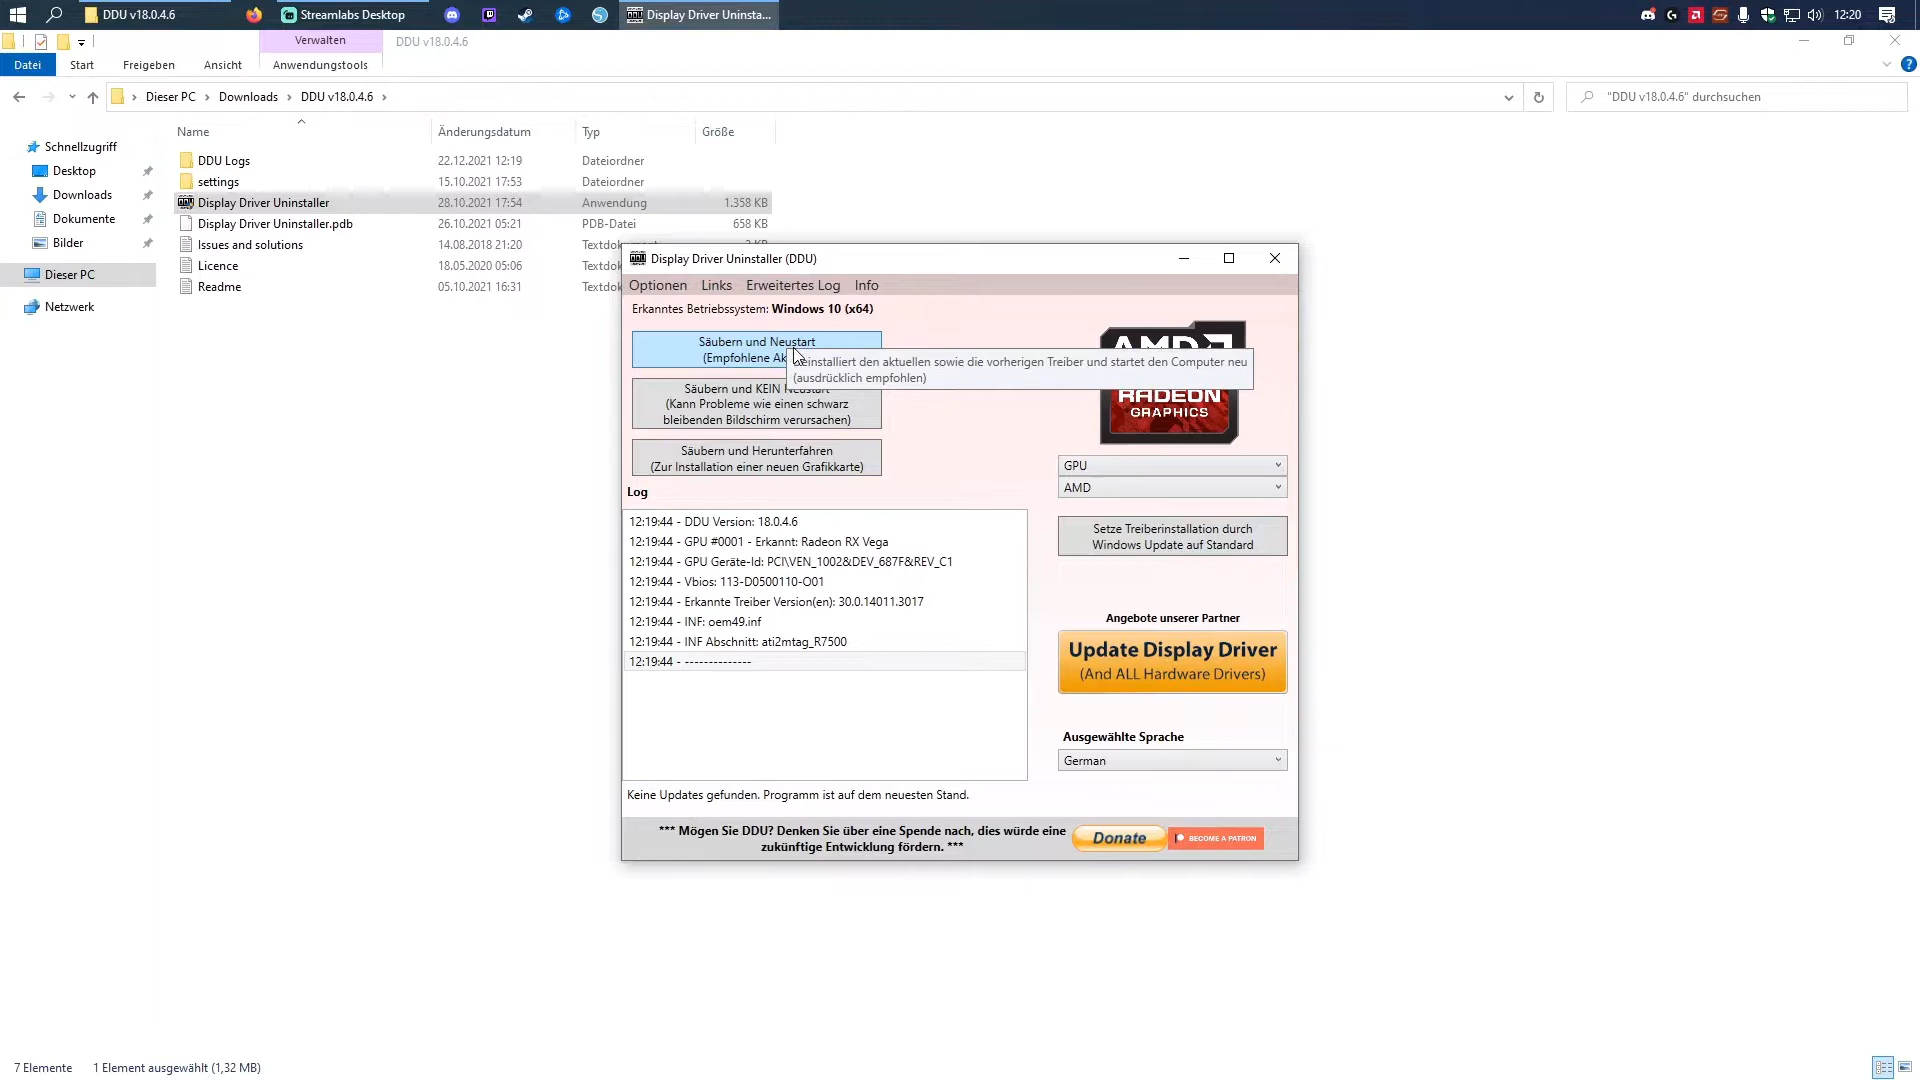 DDU v18.0.4.6
Streamlabs Desktop
Display Driver Uninsta...
12:20
Verwalten
DDU v18.0.4.6
Datei
Start
Freigeben
Ansicht
Anwendungstools
Dieser PC
Downloads
DDU v18.0.4.6
"DDU v18.0.4.6" durchsuchen
Name
Änderungsdatum
Typ
Größe
Schnellzugriff
Desktop
Downloads
Dokumente
Bilder
Dieser PC
Netzwerk
DDU Logs 22.12.2021 12:19 Dateiordner
settings 15.10.2021 17:53 Dateiordner
Display Driver Uninstaller 28.10.2021 17:54 Anwendung 1.358 KB
Display Driver Uninstaller.pdb 26.10.2021 05:21 PDB-Datei 658 KB
Issues and solutions 14.08.2018 21:20
Licence 18.05.2020 05:06
Readme 05.10.2021 16:31
Display Driver Uninstaller (DDU)
Optionen Links Erweitertes Log Info
Erkanntes Betriebssystem: Windows 10 (x64)
Säubern und Neustart
(Empfohlene
einstalliert den aktuellen sowie die vorherigen Treiber und startet den Computer neu
(ausdrücklich empfohlen)
Säubern und KEIN Neustart
(Kann Probleme wie einen schwarz
bleibenden Bildschirm verursachen)
Säubern und Herunterfahren
(Zur Installation einer neuen Grafikkarte)
AMD
RADEON
GRAPHICS
GPU
AMD
Setze Treiberinstallation durch
Windows Update auf Standard
Log
12:19:44 - DDU Version: 18.0.4.6
12:19:44 - GPU #0001 - Erkannt: Radeon RX Vega
12:19:44 - GPU Geräte-Id: PCI\VEN_1002&DEV_687F&REV_C1
12:19:44 - Vbios: 113-D0500110-O01
12:19:44 - Erkannte Treiber Version(en): 30.0.14011.3017
12:19:44 - INF: oem49.inf
12:19:44 - INF Abschnitt: ati2mtag_R7500
12:19:44 - --------------
Angebote unserer Partner
Update Display Driver
(And ALL Hardware Drivers)
Ausgewählte Sprache
German
Keine Updates gefunden. Programm ist auf dem neuesten Stand.
*** Mögen Sie DDU? Denken Sie über eine Spende nach, dies würde eine
zukünftige Entwicklung fördern. ***
Donate
BECOME A PATRON
7 Elemente
1 Element ausgewählt (1,32 MB)